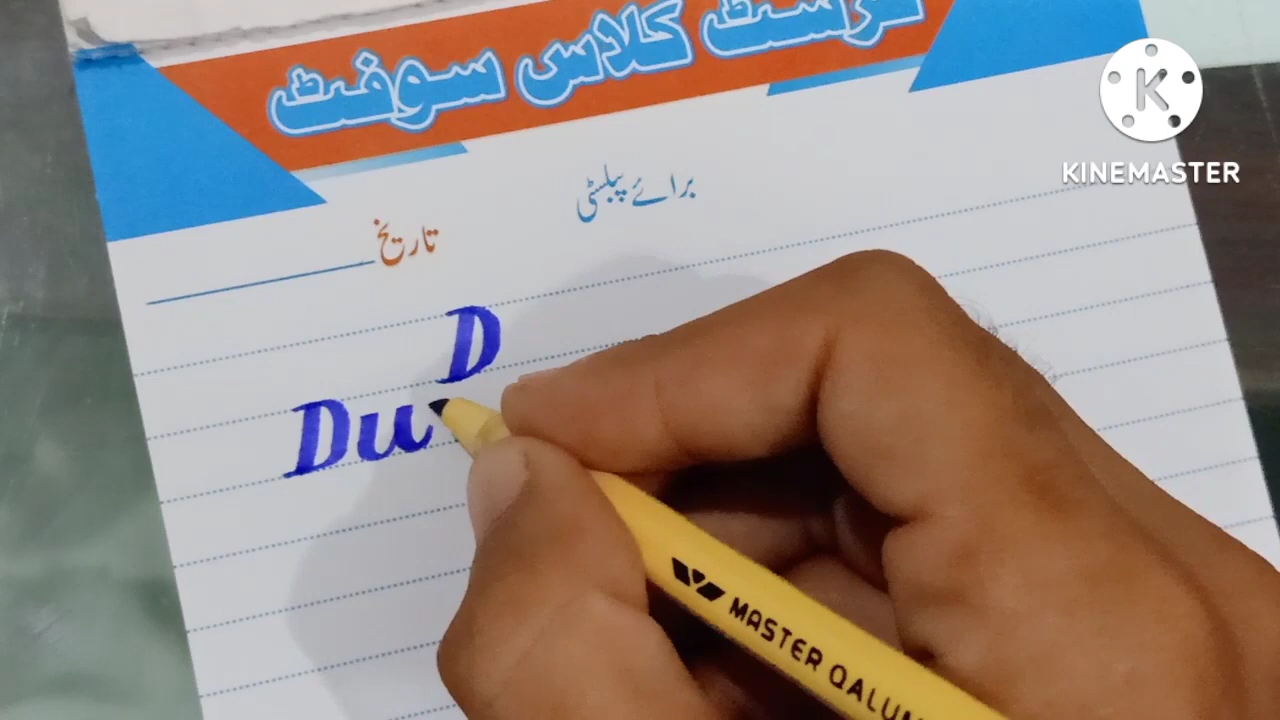 فرسٹ کلاس سوفٹ
K
KINEMASTER
برائے پبلسٹی
تاریخ
D
Du
MASTER QALUM